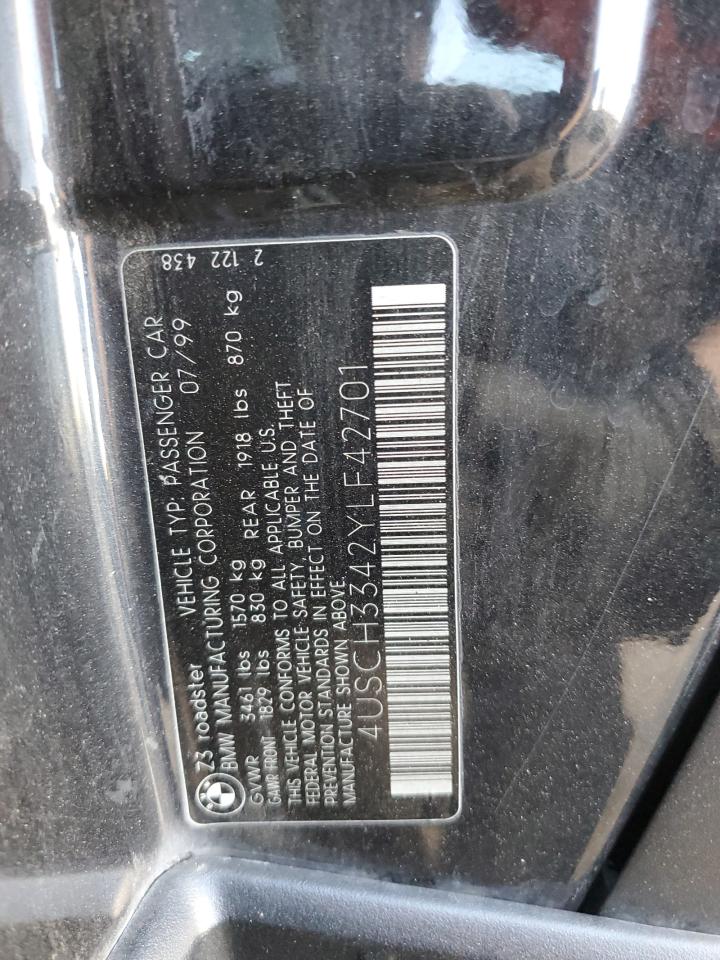 Z3 roadster VEHICLE TYP: PASSENGER CAR
BMW MANUFACTURING CORPORATION 07/99
GVWR 3461 lbs 1570 kg
GAWR FRONT 1829 lbs 830 kg REAR 1918 lbs 870 kg
THIS VEHICLE CONFORMS TO ALL APPLICABLE U.S.
FEDERAL MOTOR VEHICLE SAFETY, BUMPER AND THEFT
PREVENTION STANDARDS IN EFFECT ON THE DATE OF
MANUFACTURE SHOWN ABOVE.
4USCH3342YLF42701
2 122 438